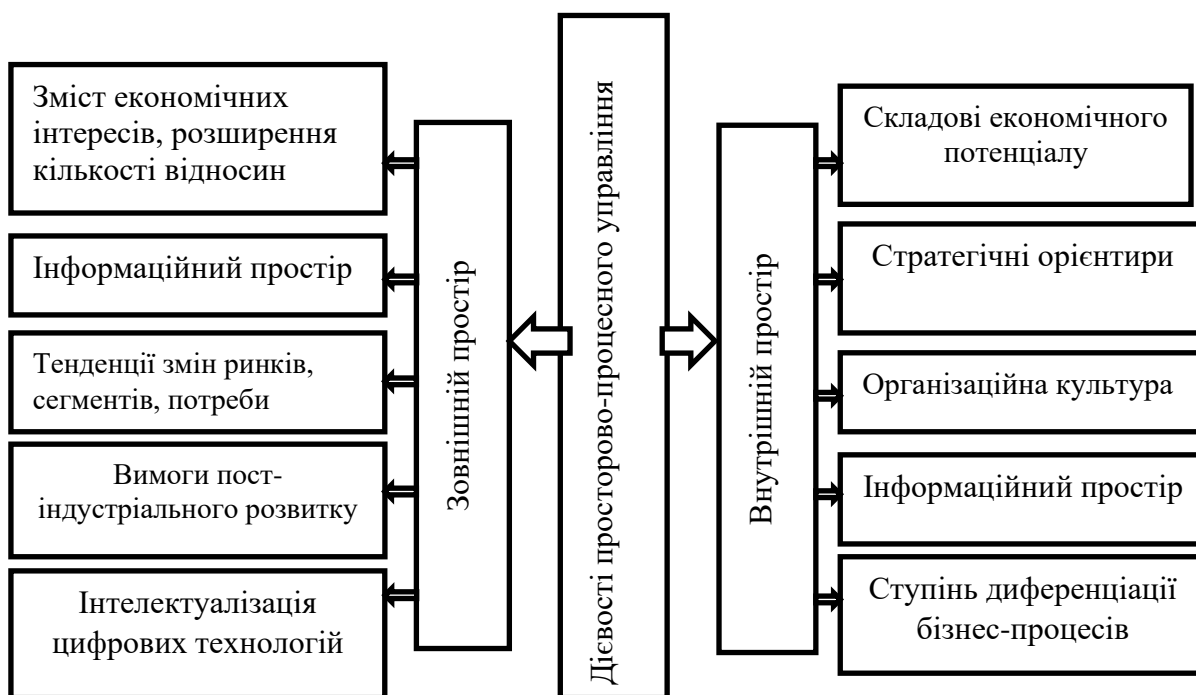 Зміст економічних
інтересів, розширення
кількості відносин
Інформаційний простір
Тенденції змін ринків,
сегментів, потреби
Вимоги пост-
індустріального розвитку
Інтелектуалізація
цифрових технологій
Зовнішній простір
Дієвості просторово-процесного управління
Внутрішній простір
Складові економічного
потенціалу
Стратегічні орієнтири
Організаційна культура
Інформаційний простір
Ступінь диференціації
бізнес-процесів